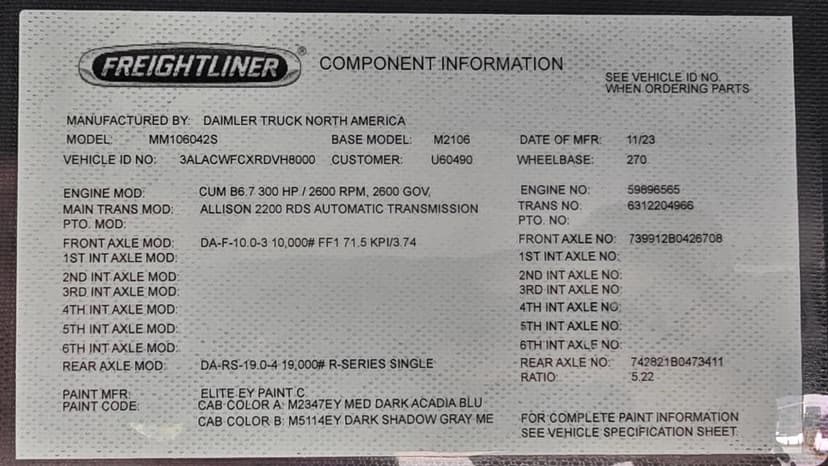 FREIGHTLINER® COMPONENT INFORMATION
SEE VEHICLE ID NO.
WHEN ORDERING PARTS
MANUFACTURED BY: DAIMLER TRUCK NORTH AMERICA
MODEL: MM106042S BASE MODEL: M2106 DATE OF MFR: 11/23
VEHICLE ID NO: 3ALACWFCXRDVH8000 CUSTOMER: U60490 WHEELBASE: 270
ENGINE MOD: CUM B6.7 300 HP / 2600 RPM, 2600 GOV, ENGINE NO: 59896565
MAIN TRANS MOD: ALLISON 2200 RDS AUTOMATIC TRANSMISSION TRANS NO: 6312204966
PTO. MOD: PTO. NO:
FRONT AXLE MOD: DA-F-10.0-3 10,000# FF1 71.5 KPI/3.74 FRONT AXLE NO: 739912B0426708
1ST INT AXLE MOD: 1ST INT AXLE NO:
2ND INT AXLE MOD: 2ND INT AXLE NO:
3RD INT AXLE MOD: 3RD INT AXLE NO:
4TH INT AXLE MOD: 4TH INT AXLE NO:
5TH INT AXLE MOD: 5TH INT AXLE NO:
6TH INT AXLE MOD: 6TH INT AXLE NO:
REAR AXLE MOD: DA-RS-19.0-4 19,000# R-SERIES SINGLE REAR AXLE NO: 742821B0473411
RATIO: 5.22
PAINT MFR: ELITE EY PAINT C
PAINT CODE: CAB COLOR A: M2347EY MED DARK ACADIA BLU
CAB COLOR B: M5114EY DARK SHADOW GRAY ME
FOR COMPLETE PAINT INFORMATION
SEE VEHICLE SPECIFICATION SHEET.